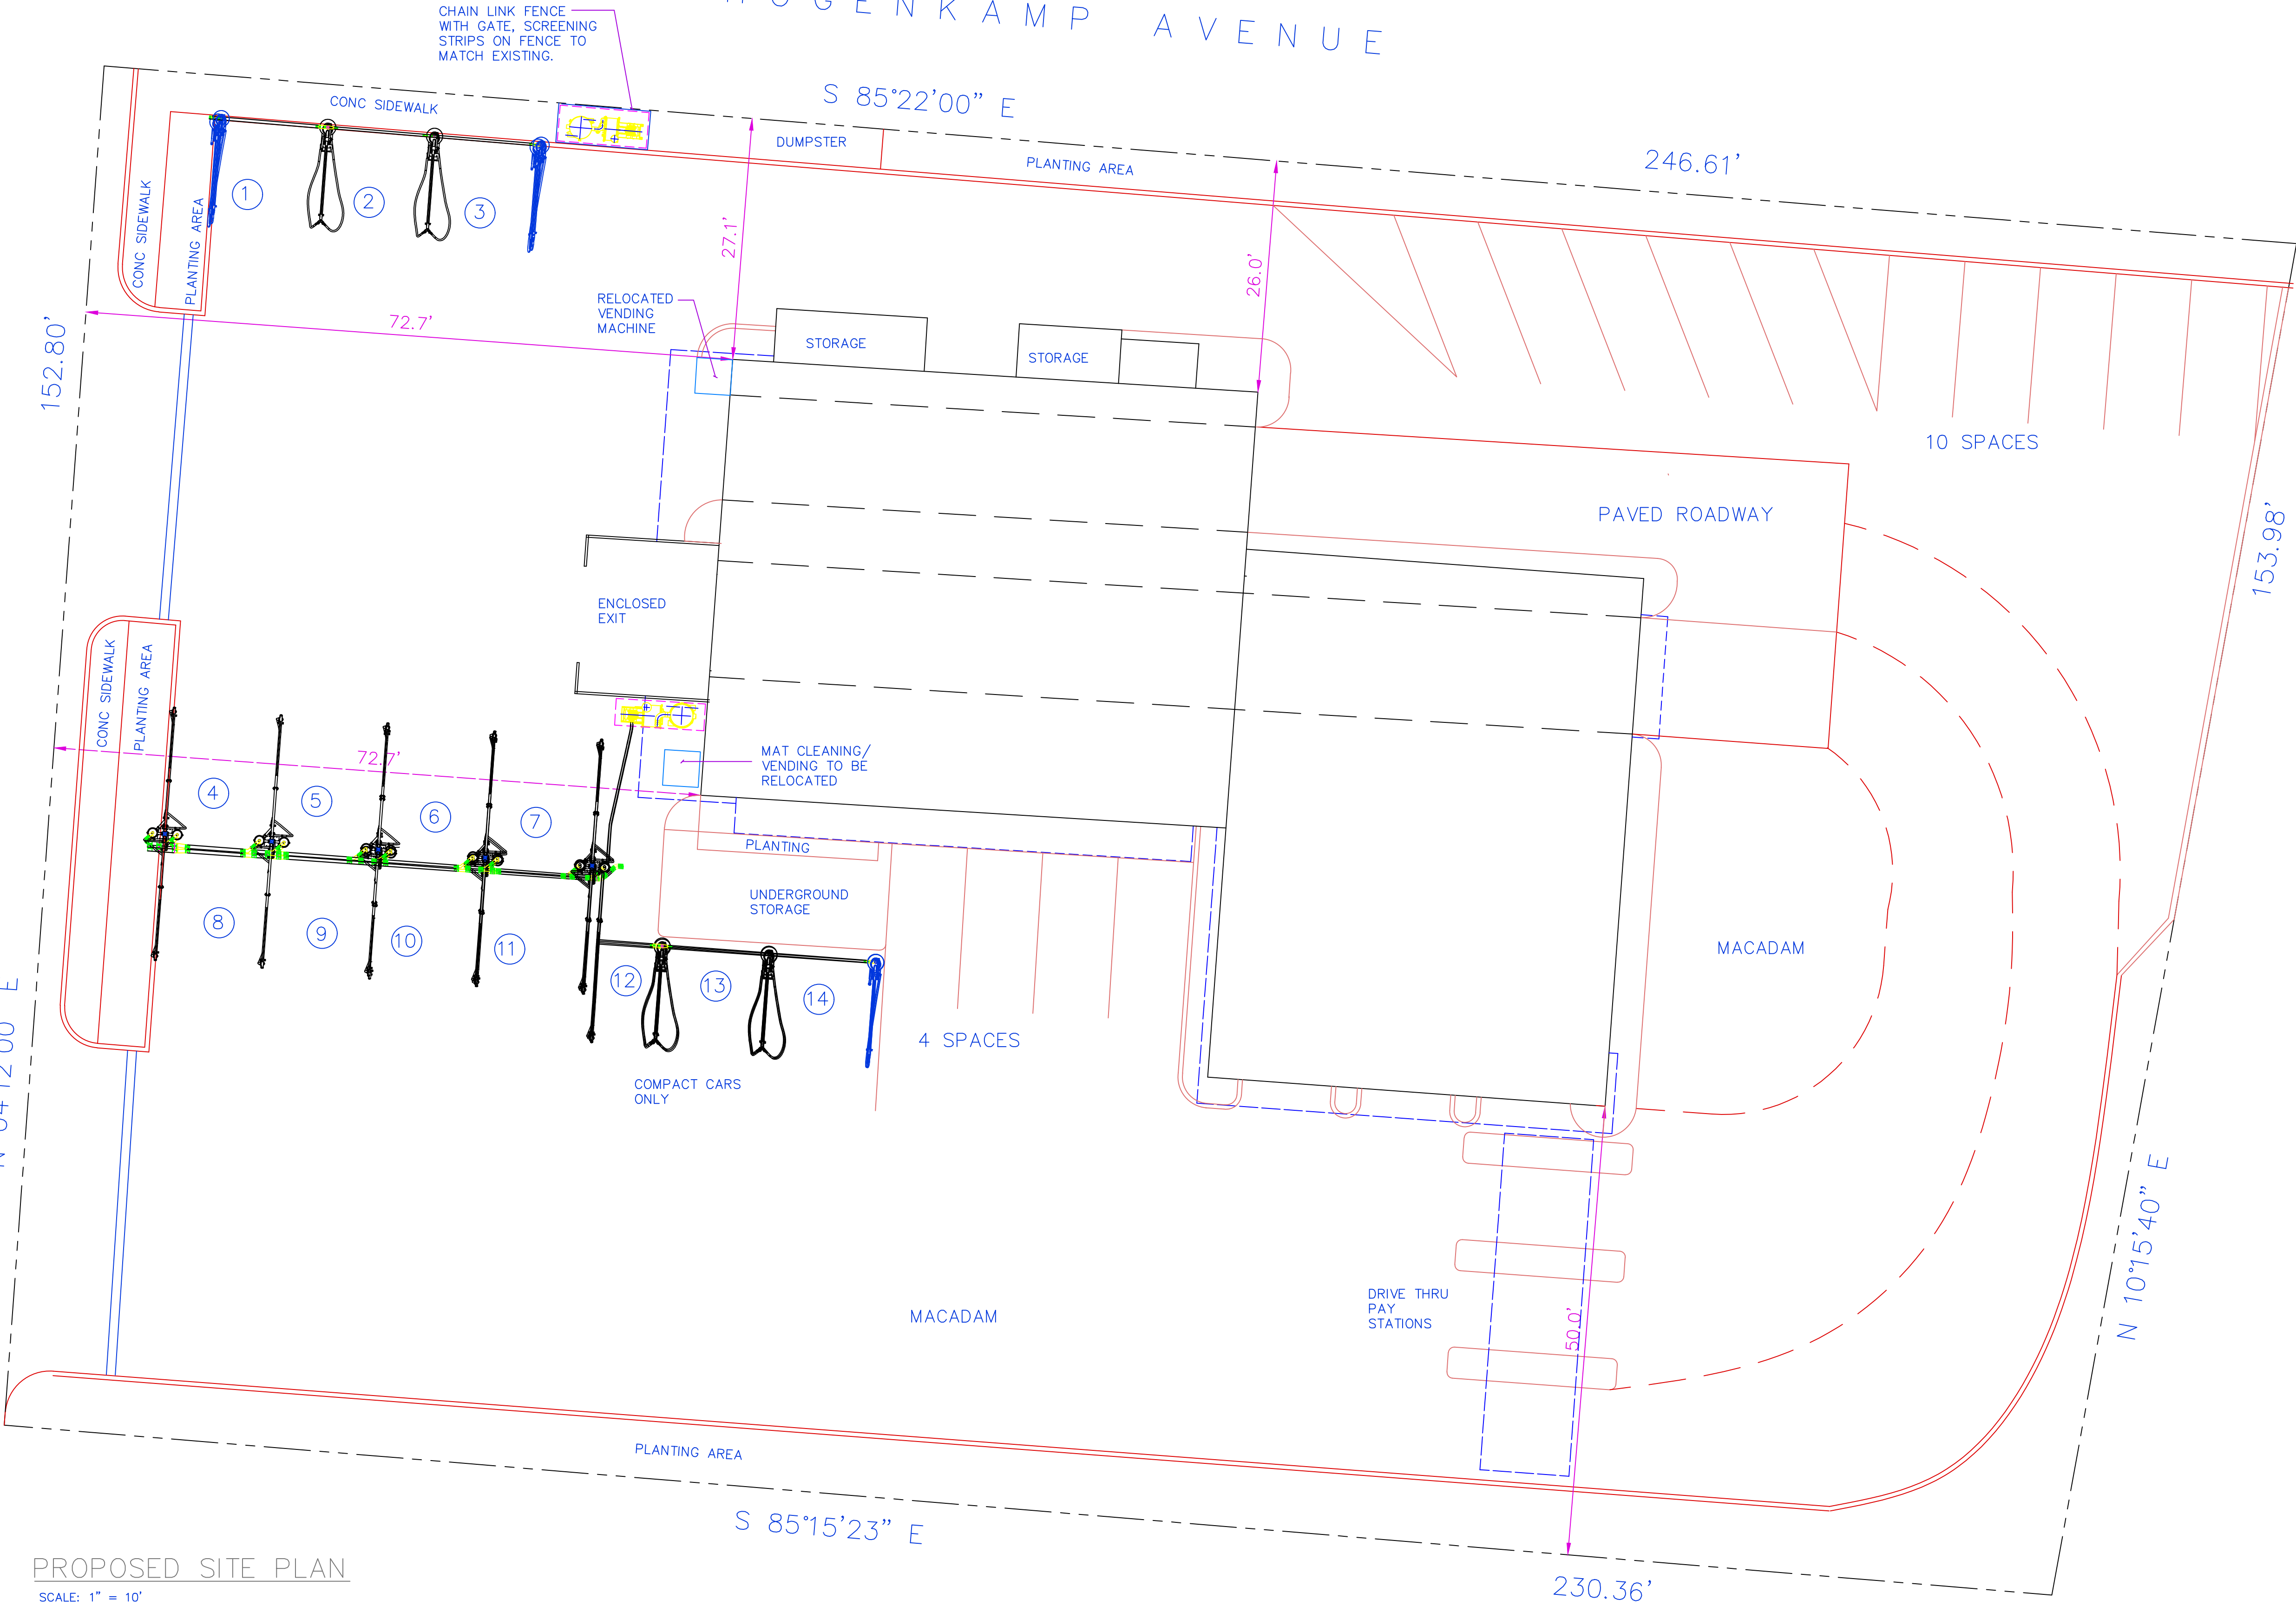 CHAIN LINK FENCE
WITH GATE, SCREENING
STRIPS ON FENCE TO
MATCH EXISTING.
AVENUE
S 85°22'00" E
246.61'
CONC SIDEWALK
DUMPSTER
PLANTING AREA
CONC SIDEWALK
PLANTING AREA
1
2
3
27.1'
26.0'
152.80'
72.7'
RELOCATED
VENDING
MACHINE
STORAGE
STORAGE
10 SPACES
PAVED ROADWAY
153.98'
ENCLOSED
EXIT
CONC SIDEWALK
PLANTING AREA
72.7'
MAT CLEANING/
VENDING TO BE
RELOCATED
4
5
6
7
PLANTING
UNDERGROUND
STORAGE
8
9
10
11
12
13
14
MACADAM
4 SPACES
COMPACT CARS
ONLY
N 10°15'40" E
DRIVE THRU
PAY
STATIONS
50.0'
MACADAM
PLANTING AREA
S 85°15'23" E
230.36'
PROPOSED SITE PLAN
SCALE: 1" = 10'